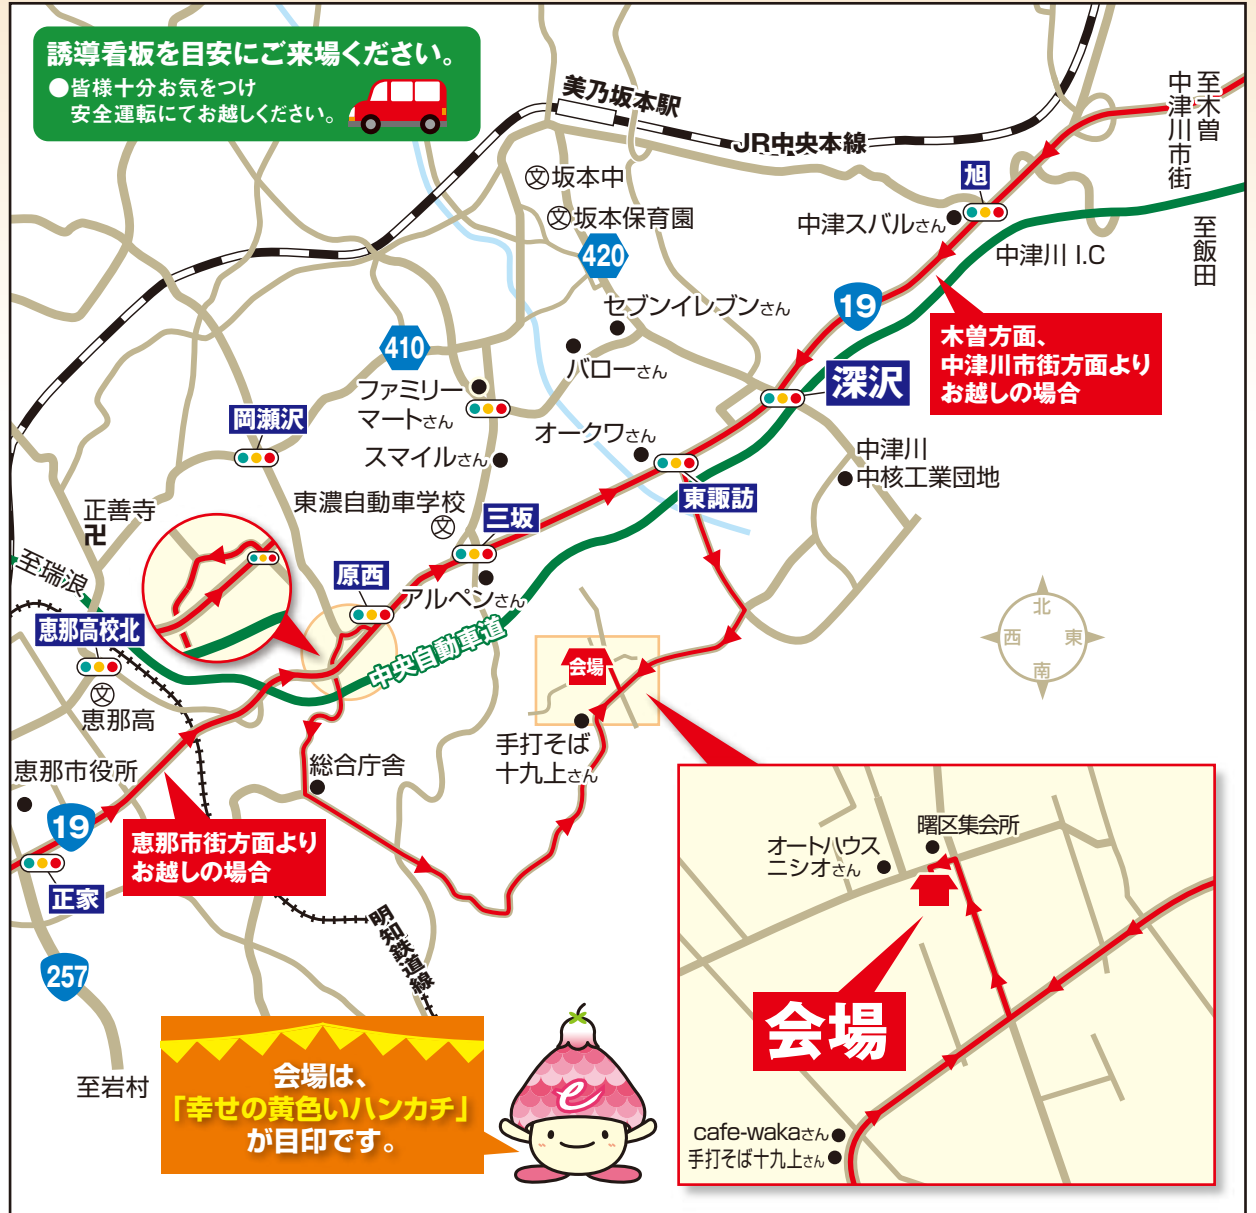 誘導看板を目安にご来場ください。
●皆様十分お気をつけ
安全運転にてお越しください。
美乃坂本駅
JR中央本線
至木曽
中津川市街
至飯田
旭
中津スバルさん
中津川 I.C
文坂本中
文坂本保育園
420
セブンイレブンさん
19
木曽方面、
中津川市街方面より
お越しの場合
410
バローさん
ファミリー
マートさん
深沢
岡瀬沢
オークワさん
スマイルさん
中津川
中核工業団地
東諏訪
正善寺
卍
東濃自動車学校
文
三坂
至瑞浪
原西
アルペンさん
恵那高校北
中央自動車道
北
西
東
南
会場
文
恵那高
手打そば
十九上さん
総合庁舎
恵那市役所
19
恵那市街方面より
お越しの場合
正家
明知鉄道線
257
至岩村
曙区集会所
オートハウス
ニシオさん
会場
cafe-wakaさん
手打そば十九上さん
会場は、
「幸せの黄色いハンカチ」
が目印です。
e